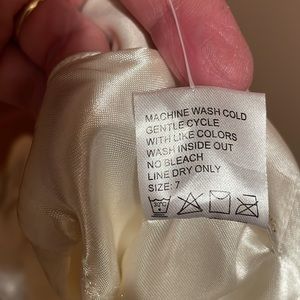 MACHINE WASH COLD
GENTLE CYCLE
WITH LIKE COLORS
WASH INSIDE OUT
NO BLEACH
LINE DRY ONLY
SIZE: 7